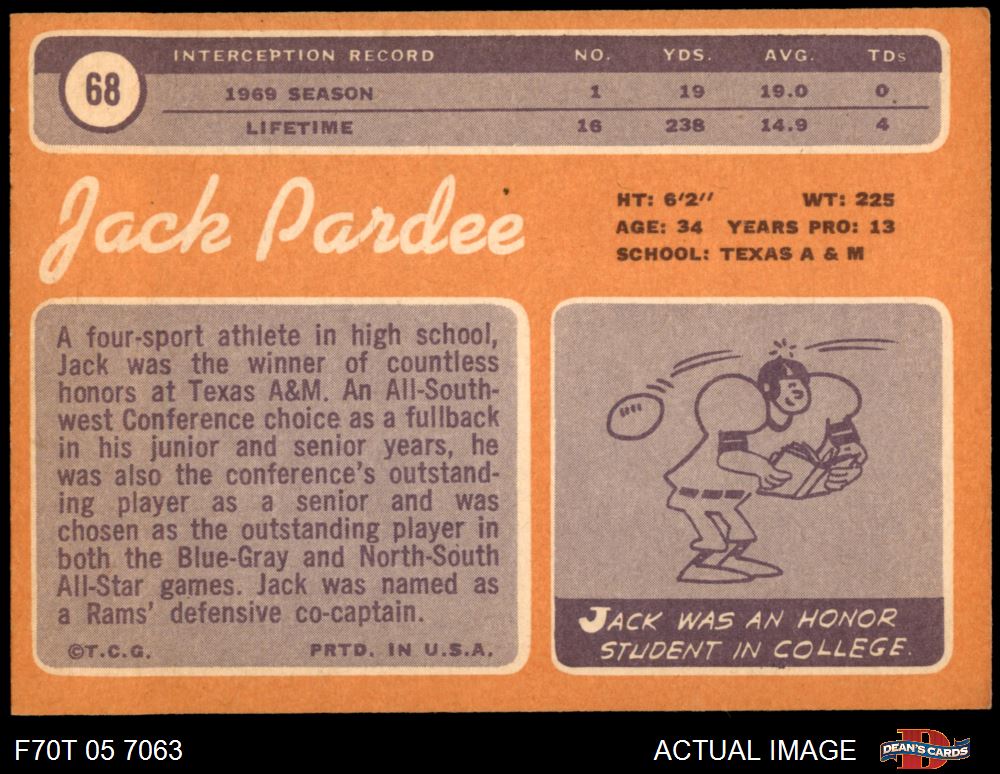 68
INTERCEPTION RECORD NO. YDS. AVG. TDs
1969 SEASON 1 19 19.0 0
LIFETIME 16 238 14.9 4
Jack Pardee
HT: 6'2'' WT: 225
AGE: 34 YEARS PRO: 13
SCHOOL: TEXAS A & M
A four-sport athlete in high school,
Jack was the winner of countless
honors at Texas A&M. An All-South-
west Conference choice as a fullback
in his junior and senior years, he
was also the conference's outstand-
ing player as a senior and was
chosen as the outstanding player in
both the Blue-Gray and North-South
All-Star games. Jack was named as
a Rams' defensive co-captain.
©T.C.G. PRTD. IN U.S.A.
JACK WAS AN HONOR
STUDENT IN COLLEGE.
F70T 05 7063
ACTUAL IMAGE
D
DEAN'S CARDS